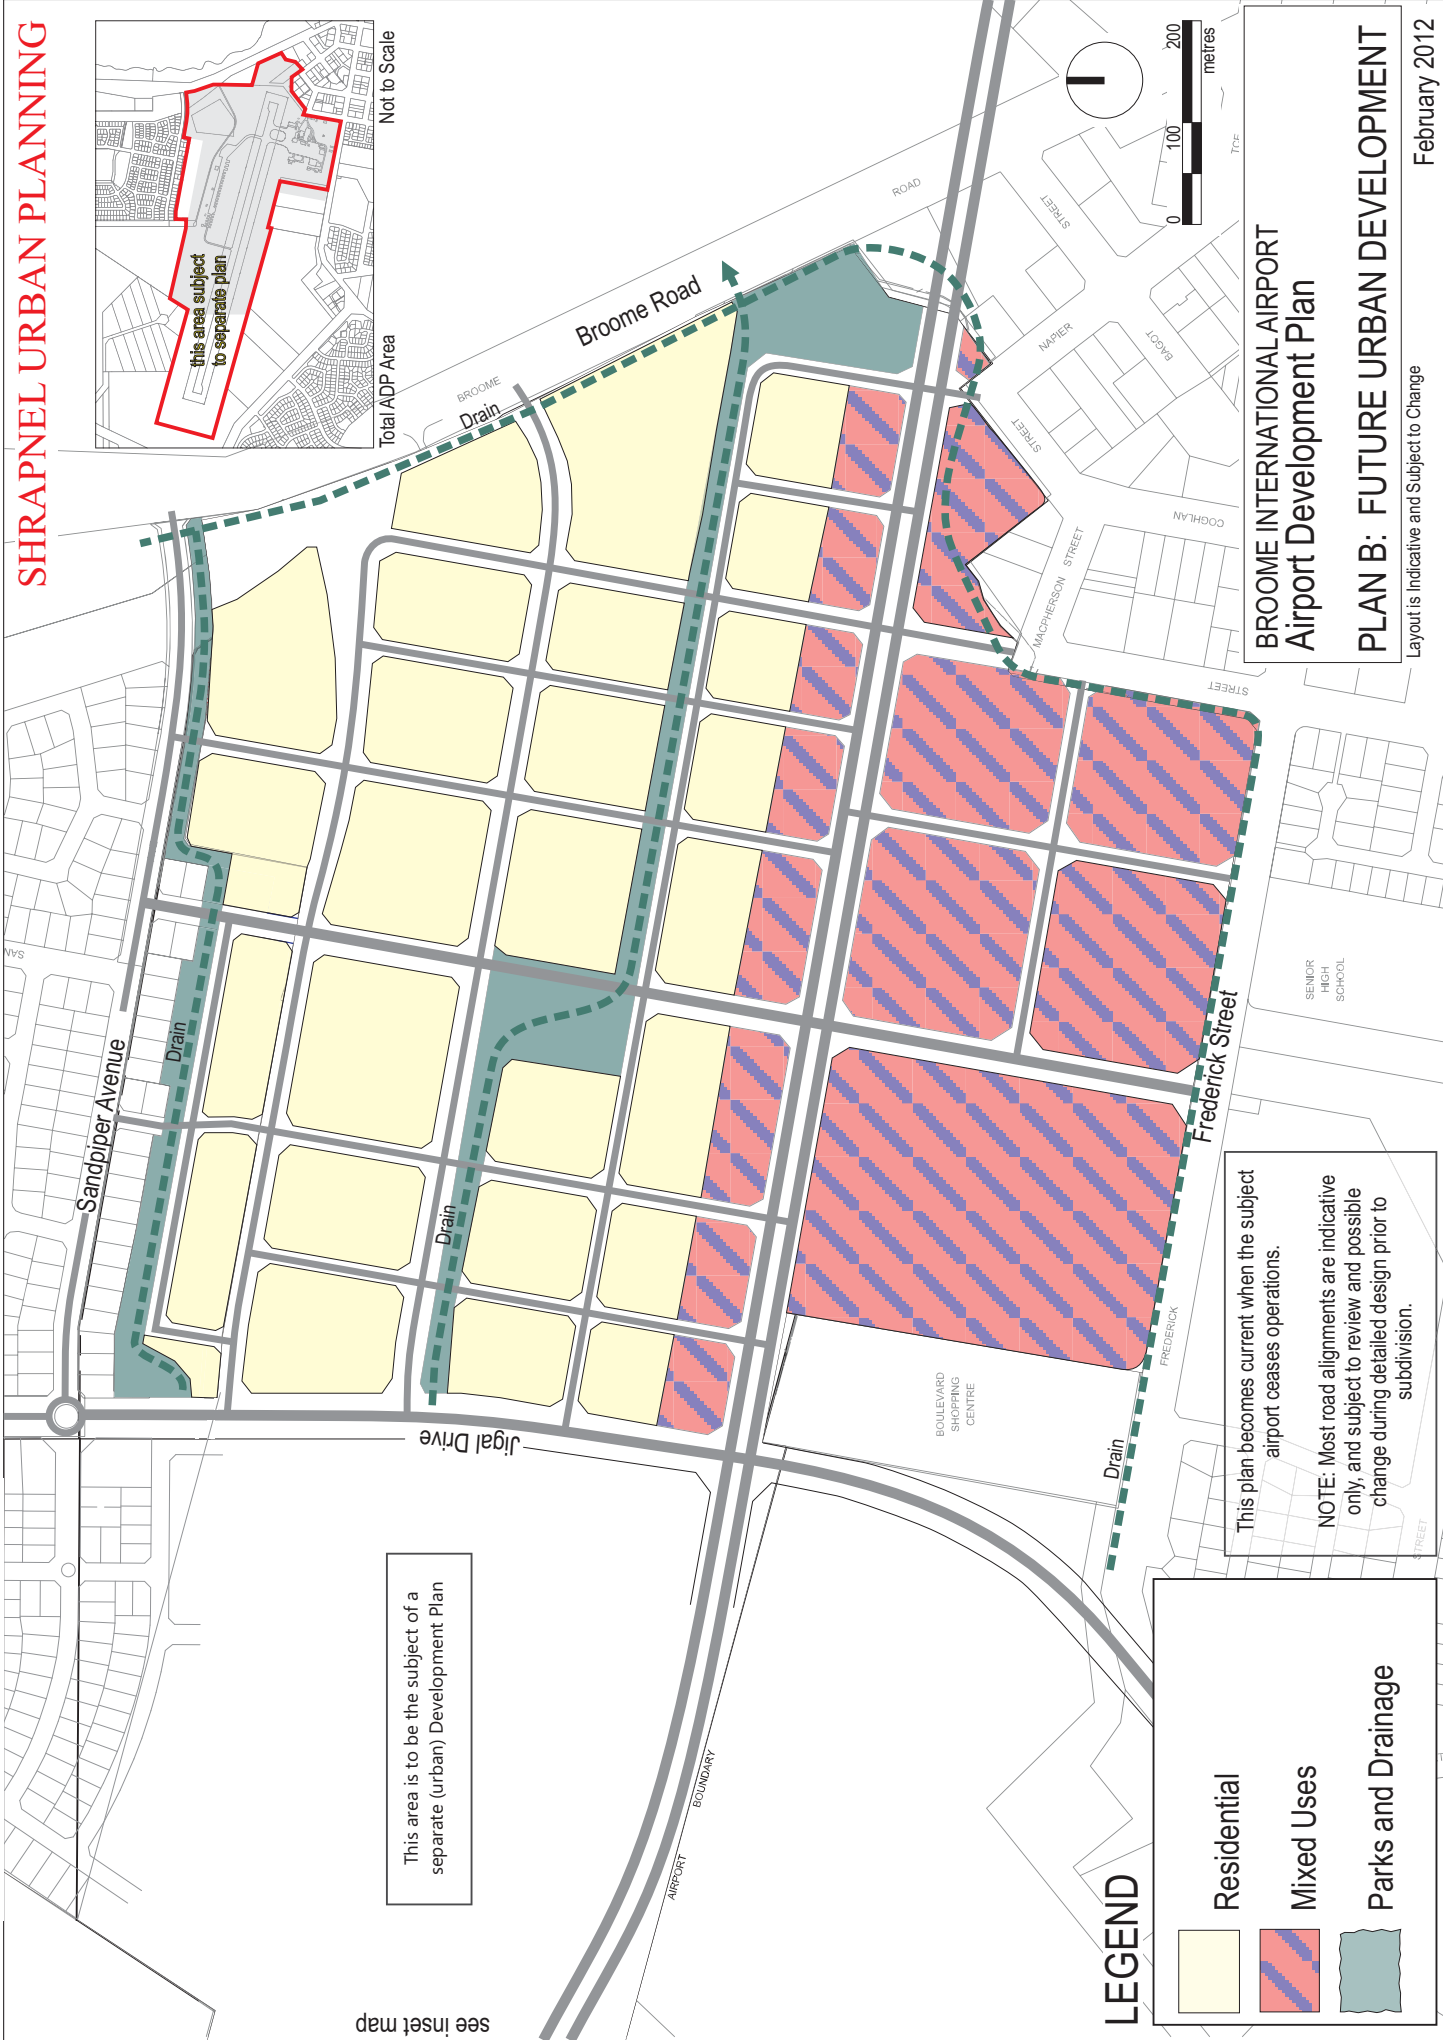 SHRAPNEL URBAN PLANNING
this area subject
to separate plan
Total ADP Area
Not to Scale
SAN
Sandpiper Avenue
Drain
BROOME
Drain
Broome Road
ROAD
Jigal Drive
Drain
This area is to be the subject of a
separate (urban) Development Plan
see inset map
AIRPORT
BOUNDARY
BOULEVARD
SHOPPING
CENTRE
Drain
FREDERICK
Frederick Street
SENIOR
HIGH
SCHOOL
STREET
MACPHERSON
STREET
COGHLAN
STREET
NAPIER
STREET
BAGOT
TCE
STREET
0
100
200
metres
BROOME INTERNATIONAL AIRPORT
Airport Development Plan
PLAN B: FUTURE URBAN DEVELOPMENT
Layout is Indicative and Subject to Change
February 2012
This plan becomes current when the subject
airport ceases operations.
NOTE: Most road alignments are indicative
only, and subject to review and possible
change during detailed design prior to
subdivision.
LEGEND
Residential
Mixed Uses
Parks and Drainage